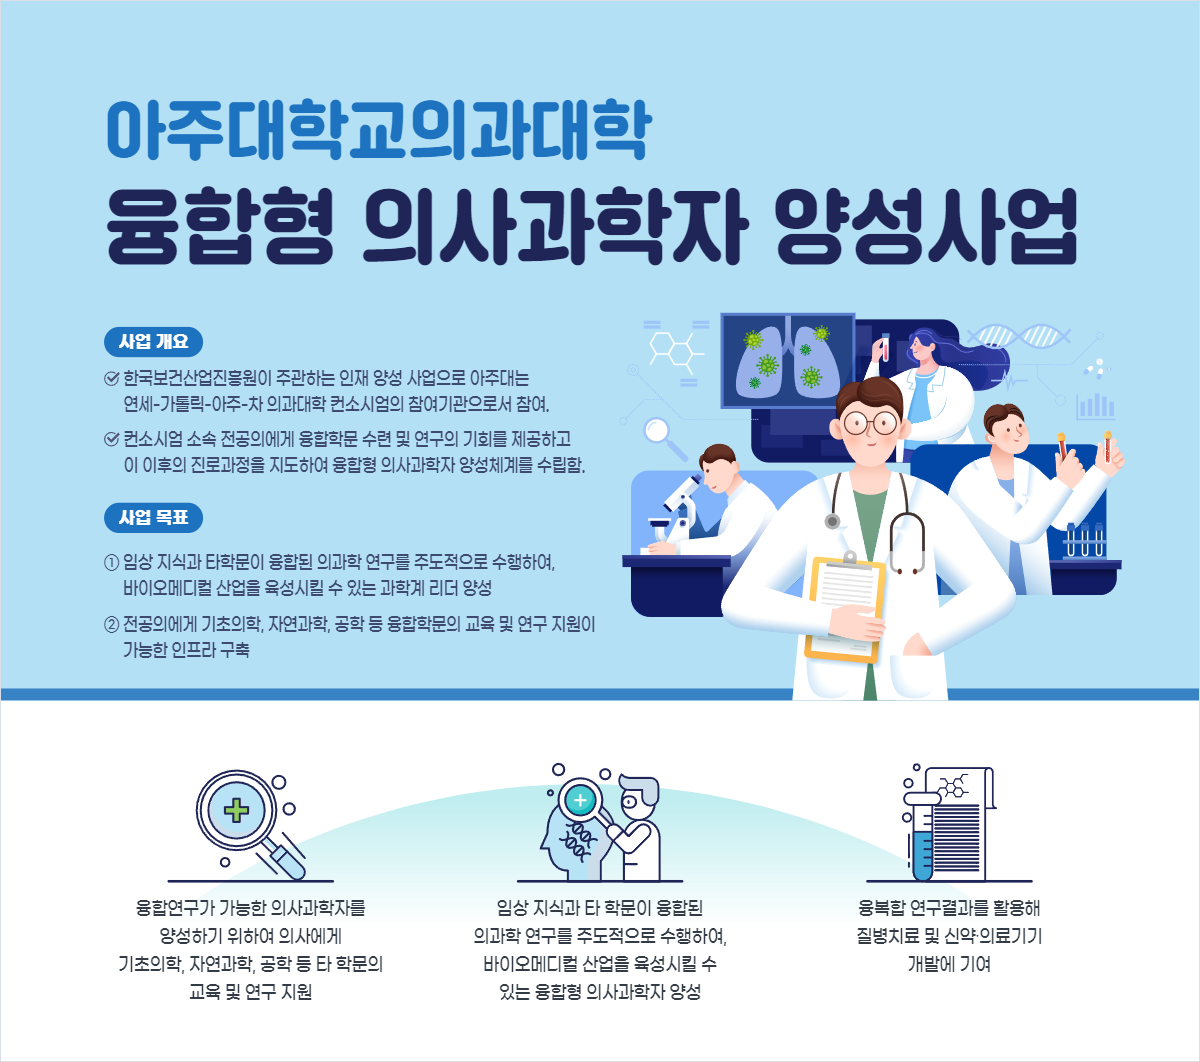 아주대학교의과대학
융합형 의사과학자 양성사업
사업 개요
한국보건산업진흥원이 주관하는 인재 양성 사업으로 아주대는
연세-가톨릭-아주-차 의과대학 컨소시엄의 참여기관으로서 참여.
컨소시엄 소속 전공의에게 융합학문 수련 및 연구의 기회를 제공하고
이 이후의 진로과정을 지도하여 융합형 의사과학자 양성체계를 수립함.
사업 목표
① 임상 지식과 타학문이 융합된 의과학 연구를 주도적으로 수행하여,
바이오메디컬 산업을 육성시킬 수 있는 과학계 리더 양성
② 전공의에게 기초의학, 자연과학, 공학 등 융합학문의 교육 및 연구 지원이
가능한 인프라 구축
융합연구가 가능한 의사과학자를
양성하기 위하여 의사에게
기초의학, 자연과학, 공학 등 타 학문의
교육 및 연구 지원
임상 지식과 타 학문이 융합된
의과학 연구를 주도적으로 수행하여,
바이오메디컬 산업을 육성시킬 수
있는 융합형 의사과학자 양성
융복합 연구결과를 활용해
질병치료 및 신약·의료기기
개발에 기여